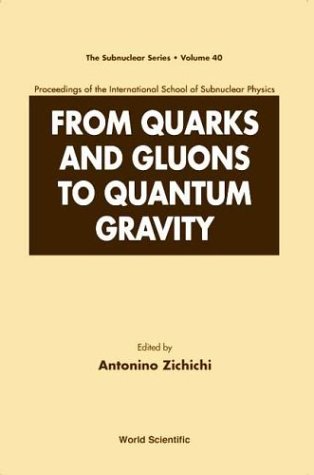 The Subnuclear Series • Volume 40
Proceedings of the International School of Subnuclear Physics
FROM QUARKS
AND GLUONS
TO QUANTUM
GRAVITY
Edited by
Antonino Zichichi
World Scientific